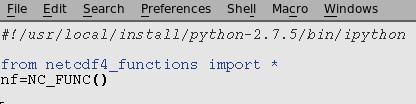 File Edit Search Preferences Shell Macro Windows
#!/usr/local/install/python-2.7.5/bin/ipython
from netcdf4_functions import *
nf=NC_FUNC()